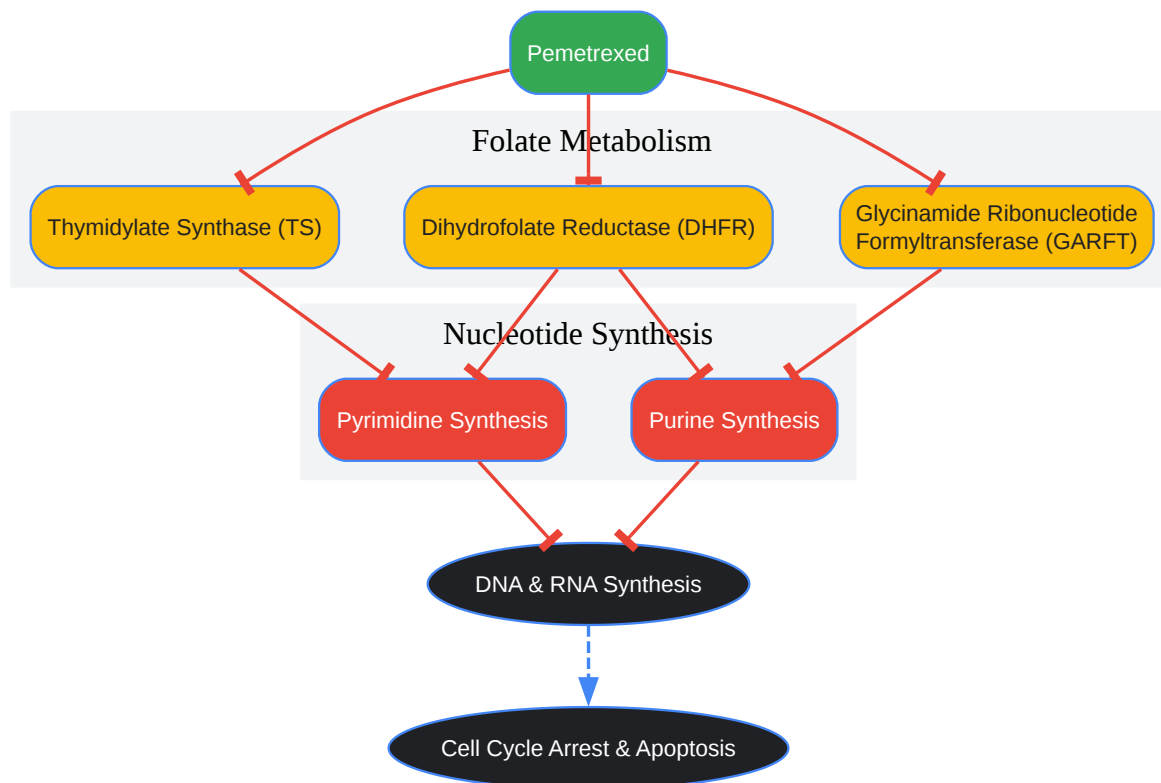 Pemetrexed
Folate Metabolism
Thymidylate Synthase (TS)
Dihydrofolate Reductase (DHFR)
Glycinamide Ribonucleotide
Formyltransferase (GARFT)
Nucleotide Synthesis
Pyrimidine Synthesis
Purine Synthesis
DNA & RNA Synthesis
Cell Cycle Arrest & Apoptosis